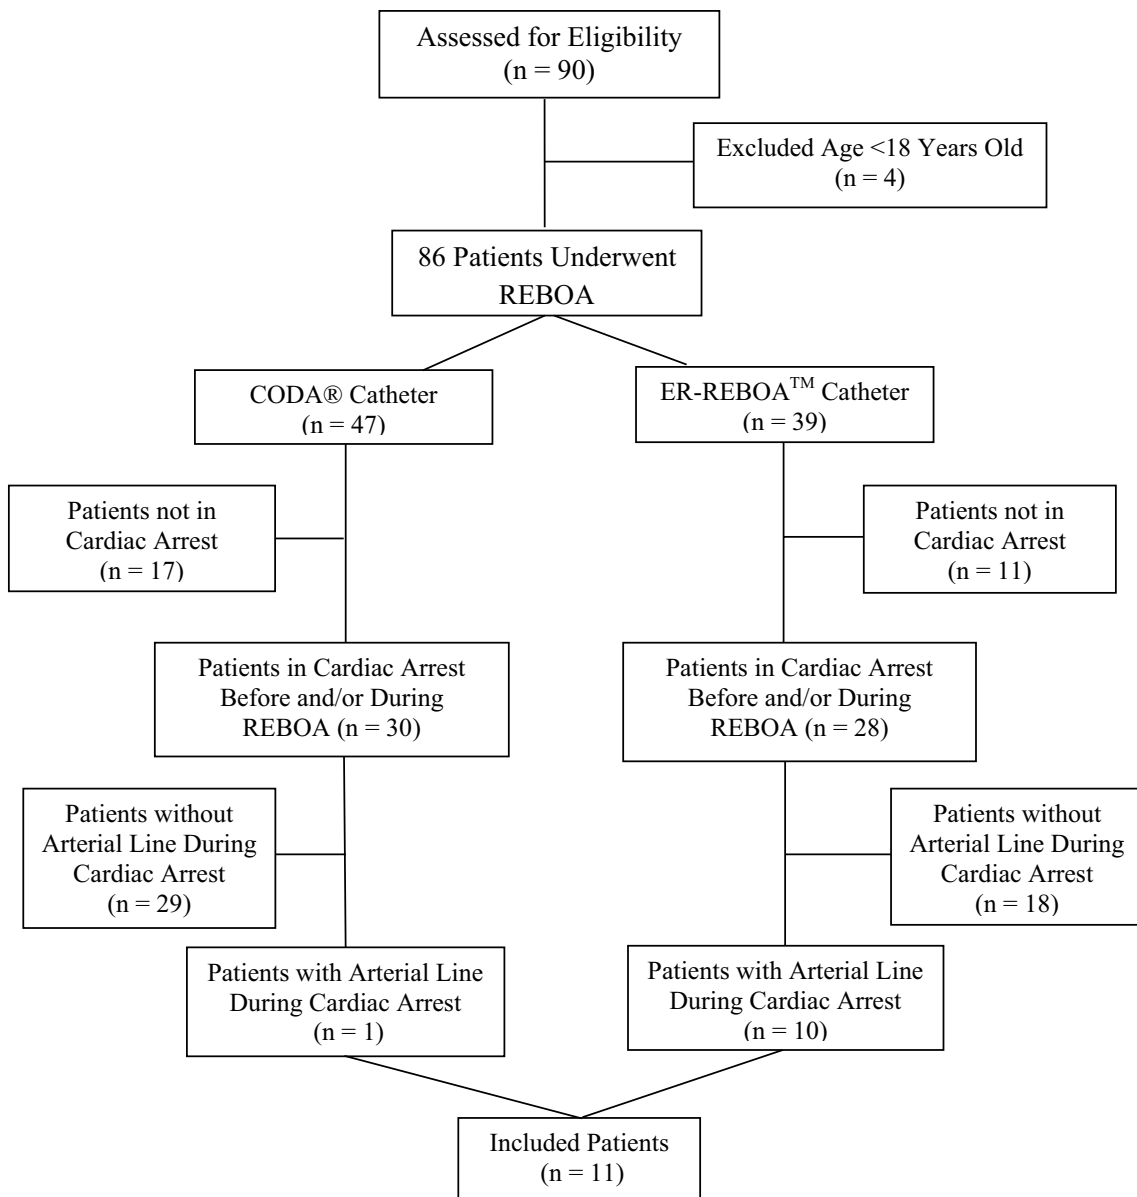 Assessed for Eligibility
(n = 90)
Excluded Age <18 Years Old
(n = 4)
86 Patients Underwent
REBOA
CODA® Catheter
(n = 47)
ER-REBOA™ Catheter
(n = 39)
Patients not in
Cardiac Arrest
(n = 17)
Patients not in
Cardiac Arrest
(n = 11)
Patients in Cardiac Arrest
Before and/or During
REBOA (n = 30)
Patients in Cardiac Arrest
Before and/or During
REBOA (n = 28)
Patients without
Arterial Line During
Cardiac Arrest
(n = 29)
Patients without
Arterial Line During
Cardiac Arrest
(n = 18)
Patients with Arterial Line
During Cardiac Arrest
(n = 1)
Patients with Arterial Line
During Cardiac Arrest
(n = 10)
Included Patients
(n = 11)